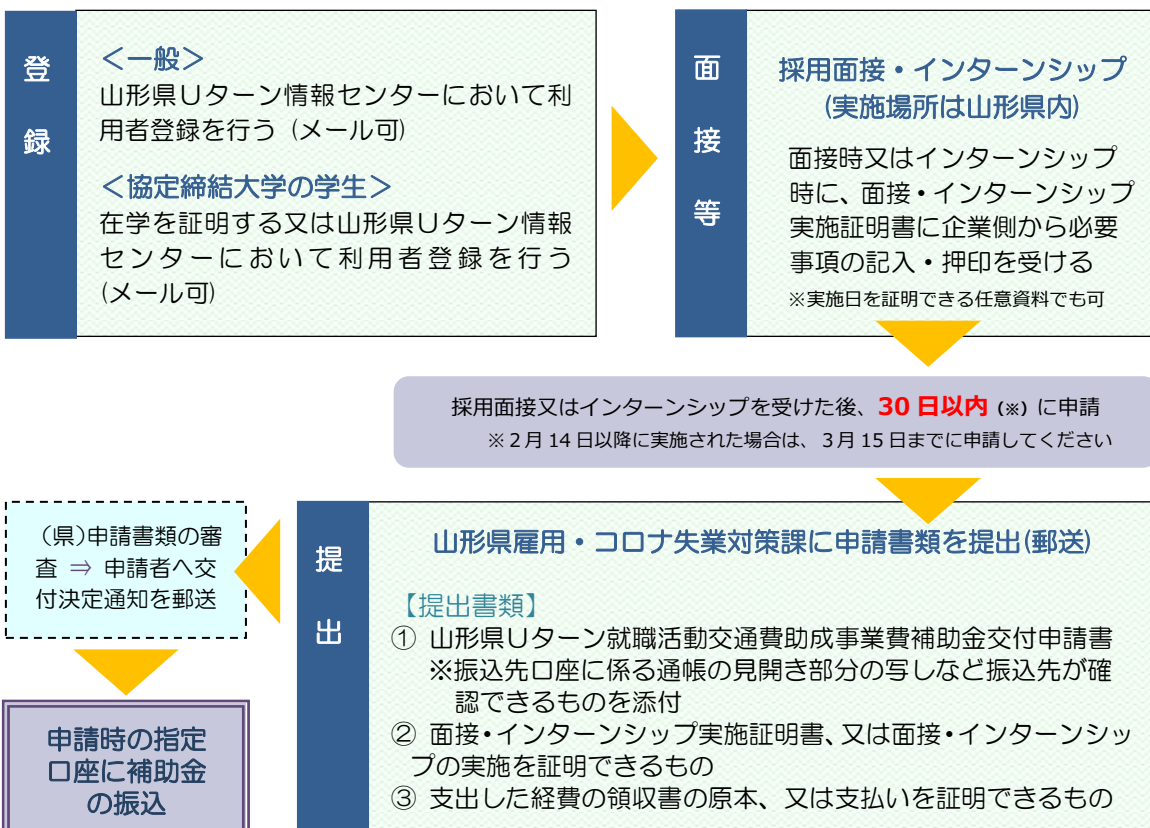 登
録
＜一般＞
山形県Ｕターン情報センターにおいて利
用者登録を行う（メール可）
＜協定締結大学の学生＞
在学を証明する又は山形県Ｕターン情報
センターにおいて利用者登録を行う
（メール可）
面
接
等
採用面接・インターンシップ
（実施場所は山形県内）
面接時又はインターンシップ
時に、面接・インターンシップ
実施証明書に企業側から必要
事項の記入・押印を受ける
※実施日を証明できる任意資料でも可
採用面接又はインターンシップを受けた後、30 日以内（※）に申請
※２月 14 日以降に実施された場合は、３月 15 日までに申請してください
提
出
山形県雇用・コロナ失業対策課に申請書類を提出（郵送）
【提出書類】
① 山形県Ｕターン就職活動交通費助成事業費補助金交付申請書
※振込先口座に係る通帳の見開き部分の写しなど振込先が確
認できるものを添付
② 面接・インターンシップ実施証明書、又は面接・インターンシッ
プの実施を証明できるもの
③ 支出した経費の領収書の原本、又は支払いを証明できるもの
（県）申請書類の審
査 ⇒ 申請者へ交
付決定通知を郵送
申請時の指定
口座に補助金
の振込